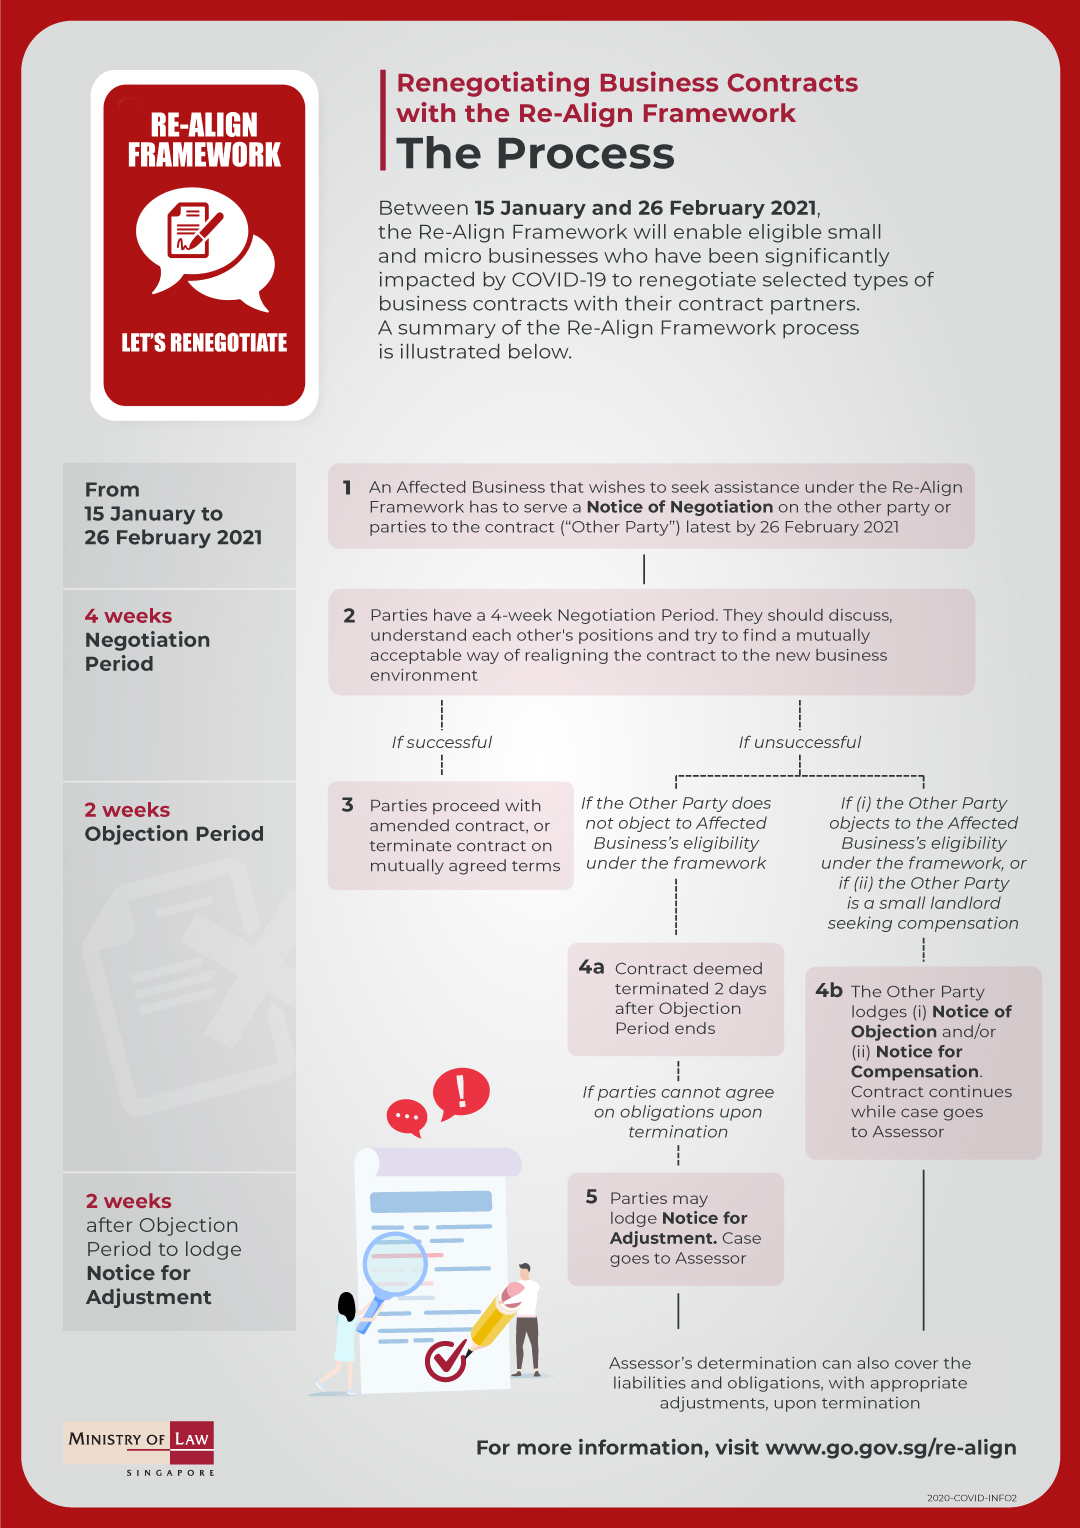 RE-ALIGN
FRAMEWORK
LET'S RENEGOTIATE
Renegotiating Business Contracts
with the Re-Align Framework
The Process
Between 15 January and 26 February 2021,
the Re-Align Framework will enable eligible small
and micro businesses who have been significantly
impacted by COVID-19 to renegotiate selected types of
business contracts with their contract partners.
A summary of the Re-Align Framework process
is illustrated below.
From
15 January to
26 February 2021
1 An Affected Business that wishes to seek assistance under the Re-Align
Framework has to serve a Notice of Negotiation on the other party or
parties to the contract (“Other Party”) latest by 26 February 2021
4 weeks
Negotiation
Period
2 Parties have a 4-week Negotiation Period. They should discuss,
understand each other's positions and try to find a mutually
acceptable way of realigning the contract to the new business
environment
If successful
If unsuccessful
2 weeks
Objection Period
3 Parties proceed with
amended contract, or
terminate contract on
mutually agreed terms
If the Other Party does
not object to Affected
Business's eligibility
under the framework
If (i) the Other Party
objects to the Affected
Business's eligibility
under the framework, or
if (ii) the Other Party
is a small landlord
seeking compensation
4a Contract deemed
terminated 2 days
after Objection
Period ends
4b The Other Party
lodges (i) Notice of
Objection and/or
(ii) Notice for
Compensation.
Contract continues
while case goes
to Assessor
If parties cannot agree
on obligations upon
termination
2 weeks
after Objection
Period to lodge
Notice for
Adjustment
5 Parties may
lodge Notice for
Adjustment. Case
goes to Assessor
Assessor's determination can also cover the
liabilities and obligations, with appropriate
adjustments, upon termination
MINISTRY OF LAW
SINGAPORE
For more information, visit www.go.gov.sg/re-align
2020-COVID-INFO2